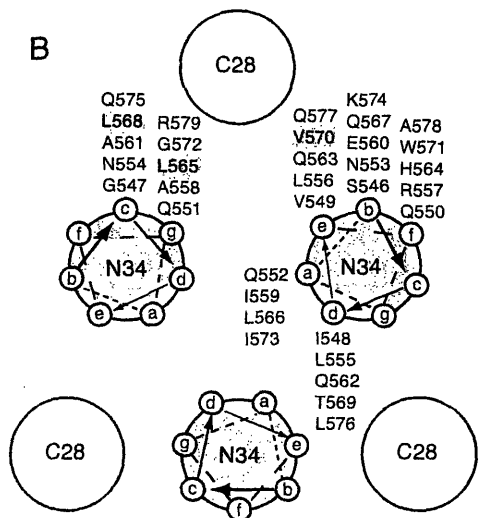 B
C28
Q575
L568
A561
N554
G547
R579
G572
L565
A558
Q551
Q577
V570
Q563
L556
V549
K574
Q567
E560
N553
S546
A578
W571
H564
R557
Q550
c
f
g
N34
b
d
e
a
b
e
f
N34
a
c
d
g
Q552
I559
L566
I573
I548
L555
Q562
T569
L576
d
a
C28
g
N34
e
C28
c
b
f